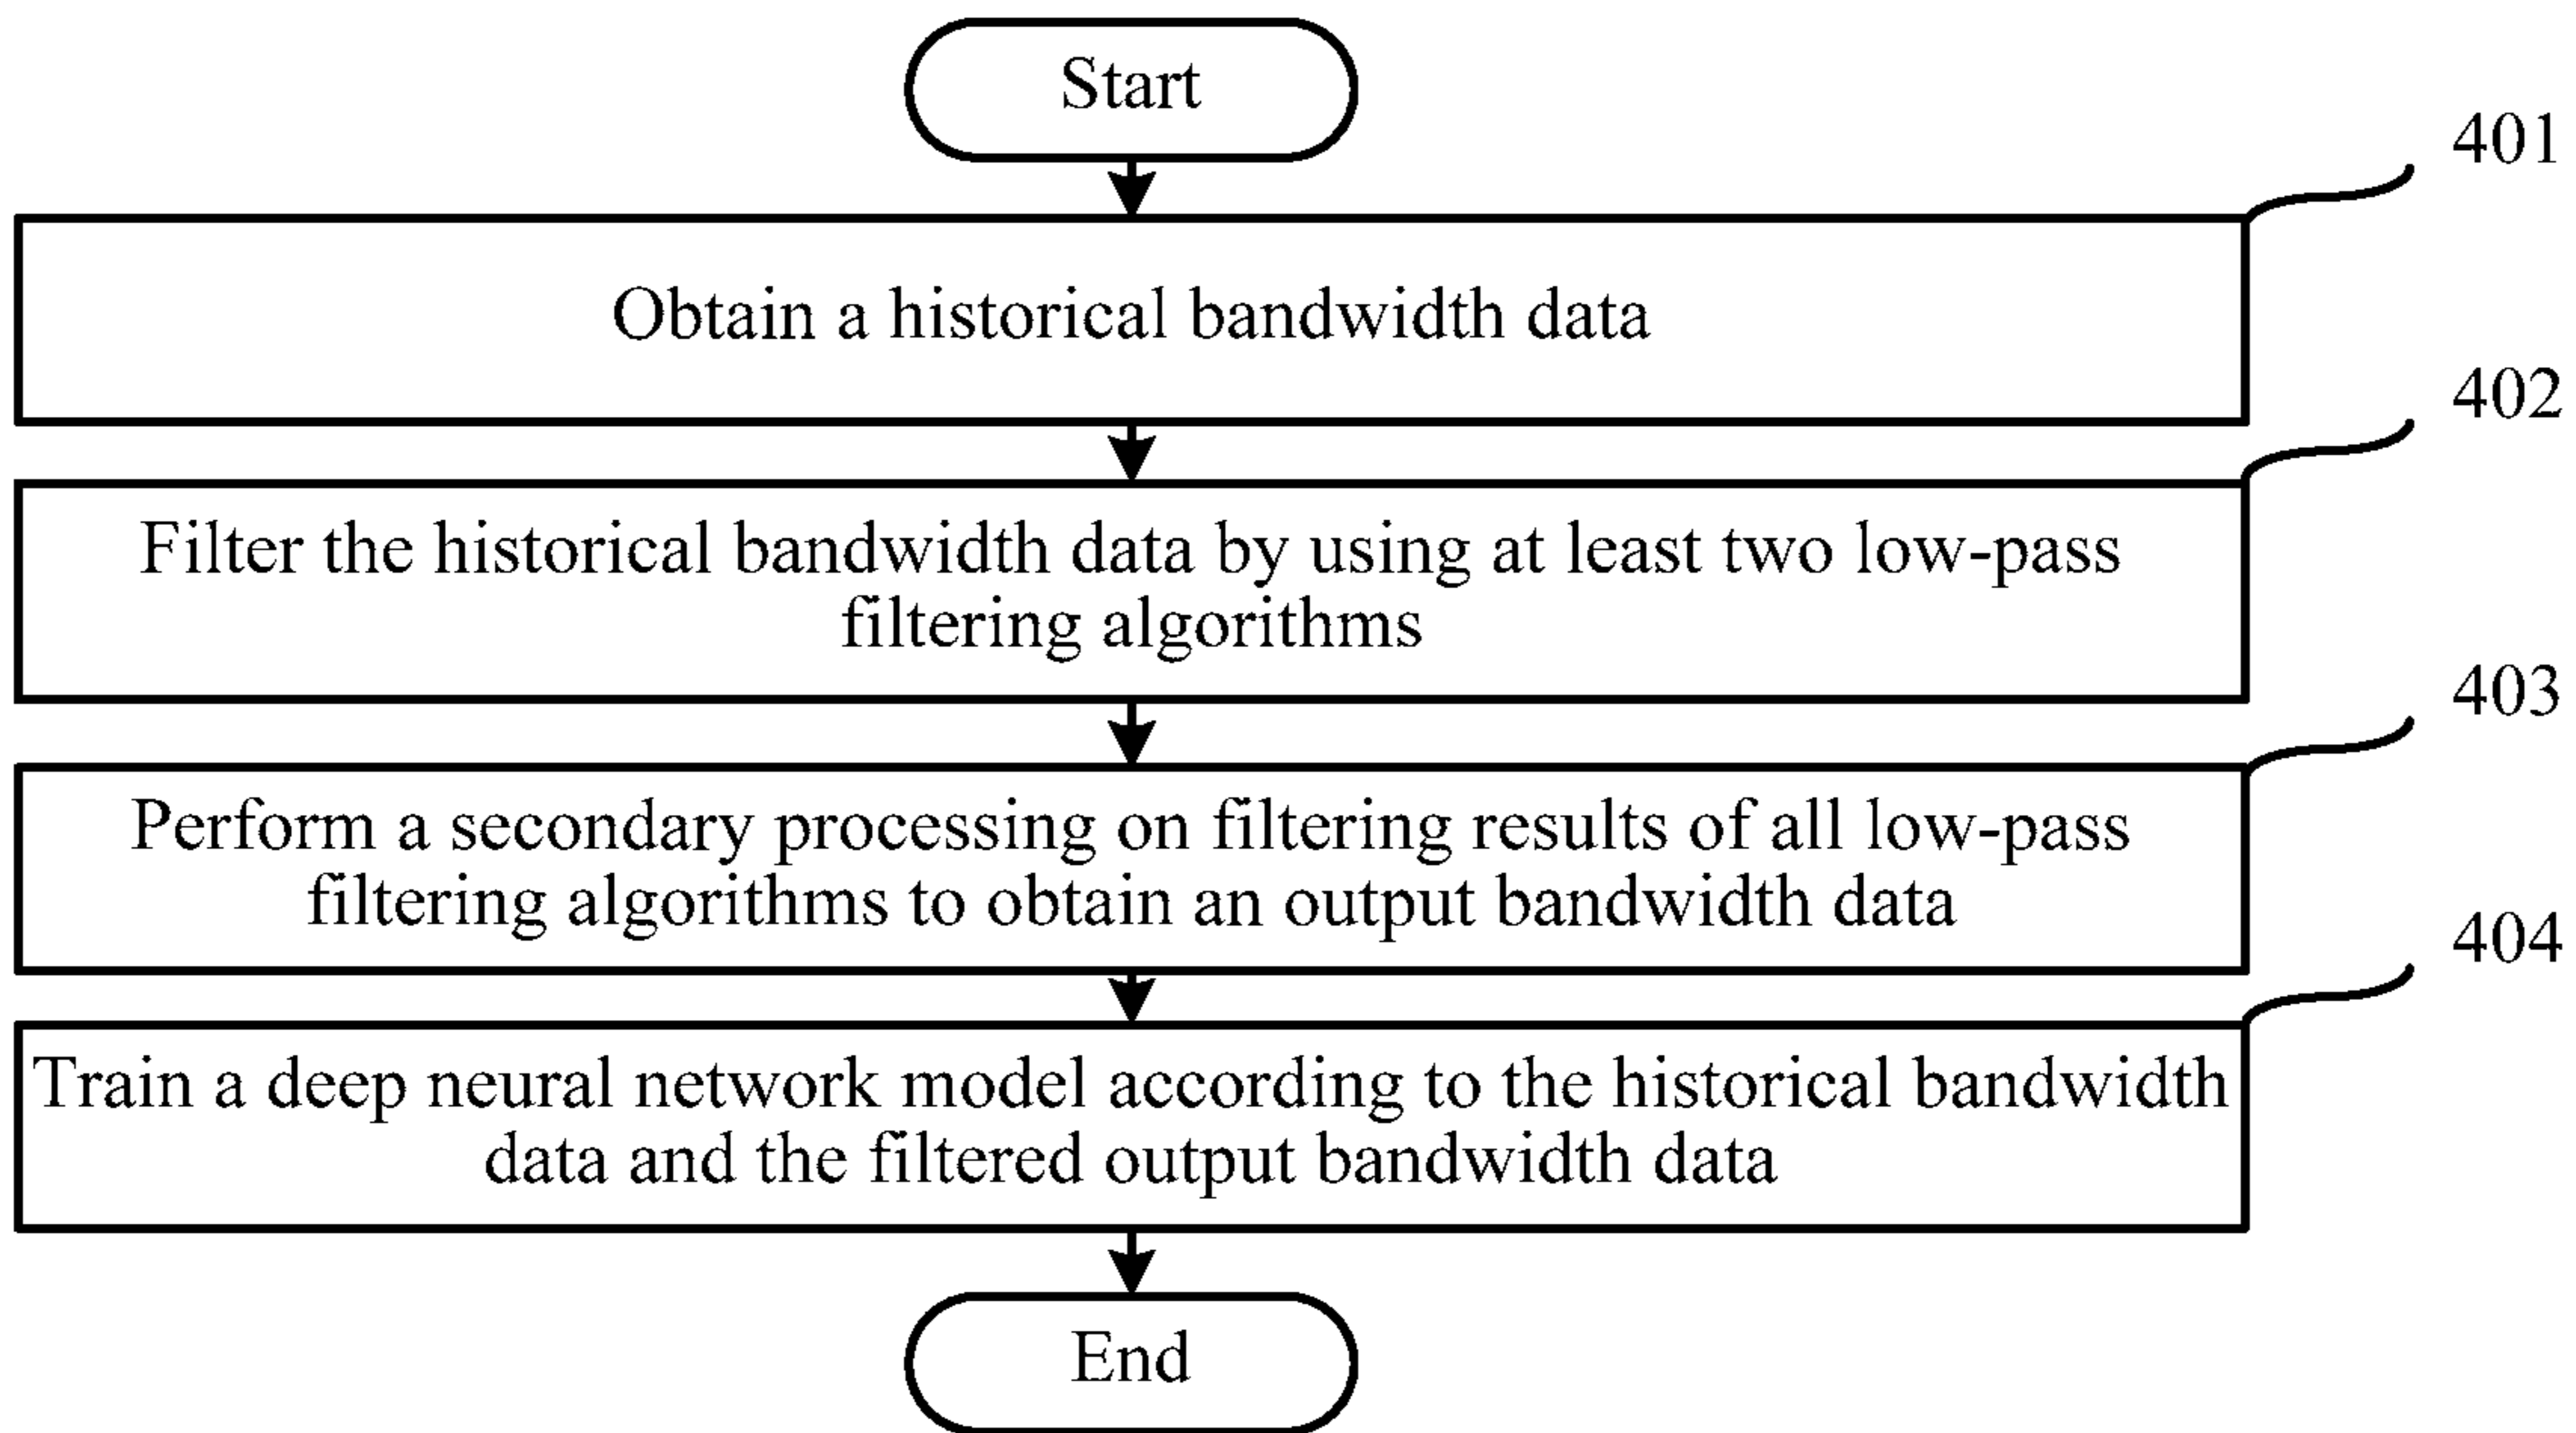 Start
401
Obtain a historical bandwidth data
402
Filter the historical bandwidth data by using at least two low-pass
filtering algorithms
403
Perform a secondary processing on filtering results of all low-pass
filtering algorithms to obtain an output bandwidth data
404
Train a deep neural network model according to the historical bandwidth
data and the filtered output bandwidth data
End